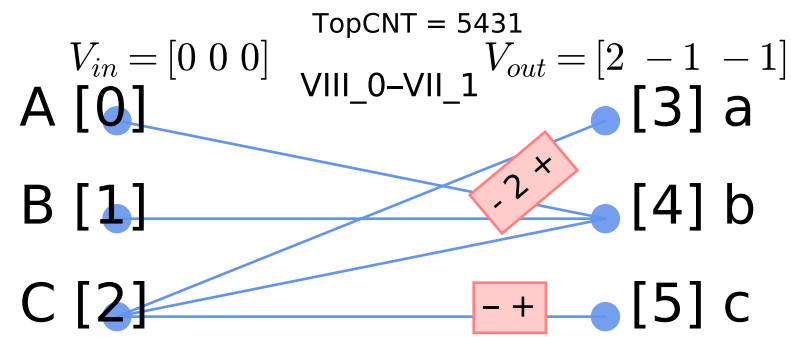 TopCNT = 5431
V_in = [0 0 0]
V_out = [2 −1 −1]
VIII_0–VII_1
A [0]
[3] a
- 2 +
B [1]
[4] b
C [2]
– +
[5] c